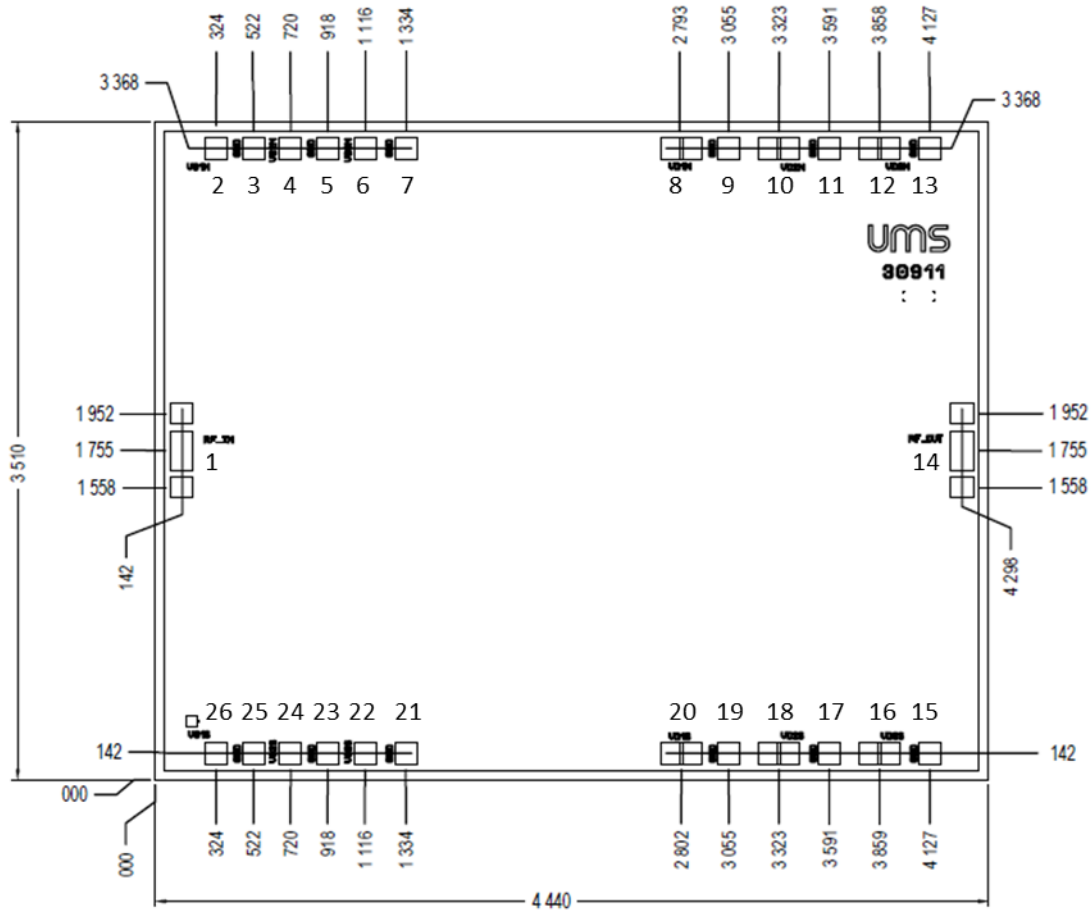 324 522 720 918 1 116 1 334 2 793 3 055 3 323 3 591 3 858 4 127
3 368 3 368
2 3 4 5 6 7 8 9 10 11 12 13
ums
30911
1 952 1 952
RF_IN RF_OUT
3 510 1 755 1 14 1 755
1 558 1 558
142 4 298
26 25 24 23 22 21 20 19 18 17 16 15
142 142
000
000 324 522 720 918 1 116 1 334 2 802 3 055 3 323 3 591 3 859 4 127
4 440